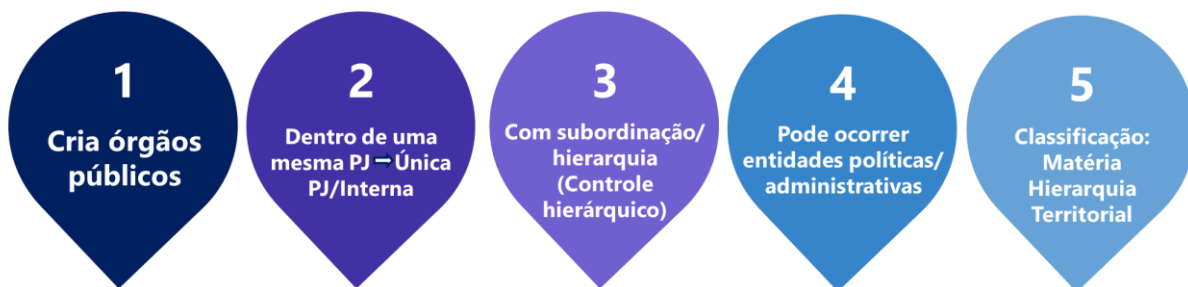 1
Cria órgãos
públicos
2
Dentro de uma
mesma PJ ➡ Única
PJ/Interna
3
Com subordinação/
hierarquia
(Controle
hierárquico)
4
Pode ocorrer
entidades políticas/
administrativas
5
Classificação:
Matéria
Hierarquia
Territorial